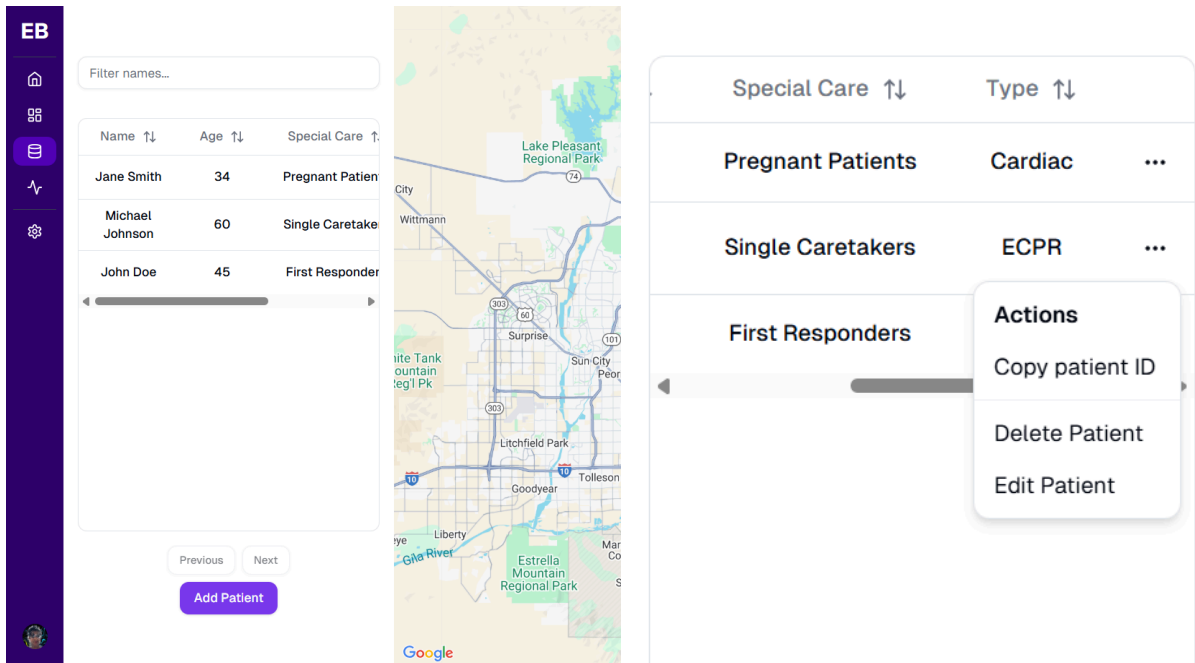 EB
Filter names...
Name Age Special Care
Jane Smith 34 Pregnant Patien
Michael
Johnson 60 Single Caretake
John Doe 45 First Responder
Previous Next
Add Patient
Lake Pleasant
Regional Park
74
City
Wittmann
303
60
Surprise
101
Sun City
Peor
ite Tank
ountain
Reg'l Pk
303
Litchfield Park
10
10
Tolleson
Goodyear
Liberty
eye
Gila River
Mar
Co
Estrella
Mountain
Regional Park
S
Google
Special Care Type
Pregnant Patients Cardiac ...
Single Caretakers ECPR ...
First Responders
Actions
Copy patient ID
Delete Patient
Edit Patient